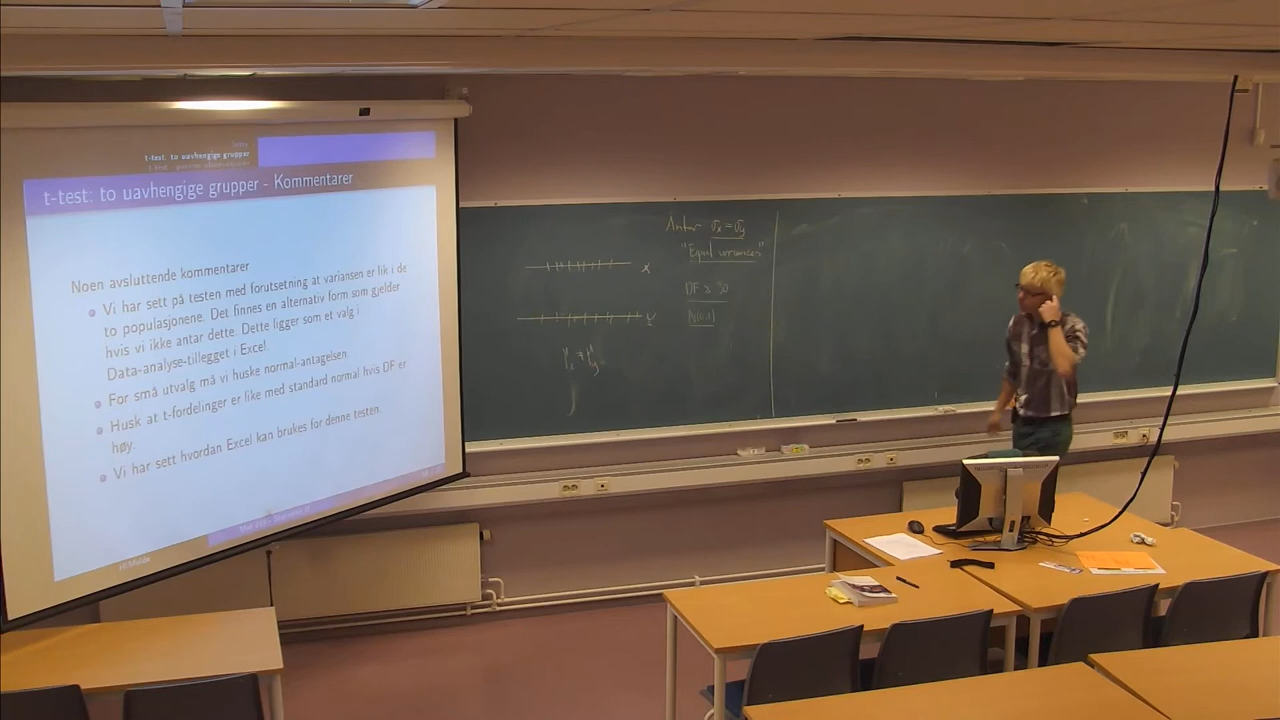 t-test: to uavhengige grupper
t-test: to uavhengige grupper - Kommentarer
Noen avsluttende kommentarer
Vi har sett på testen med forutsetning at variansen er lik i de
to populasjonene. Det finnes en alternativ form som gjelder
hvis vi ikke antar dette. Dette ligger som et valg i
Data-analyse-tillegget i Excel.
For små utvalg må vi huske normal-antagelsen.
Husk at t-fordelinger er like med standard normal hvis DF er
høy.
Vi har sett hvordan Excel kan brukes for denne testen.
HiMolde
Antar σx = σy
"Equal variances"
N(0,1)
X
Y
μx ≠ μy